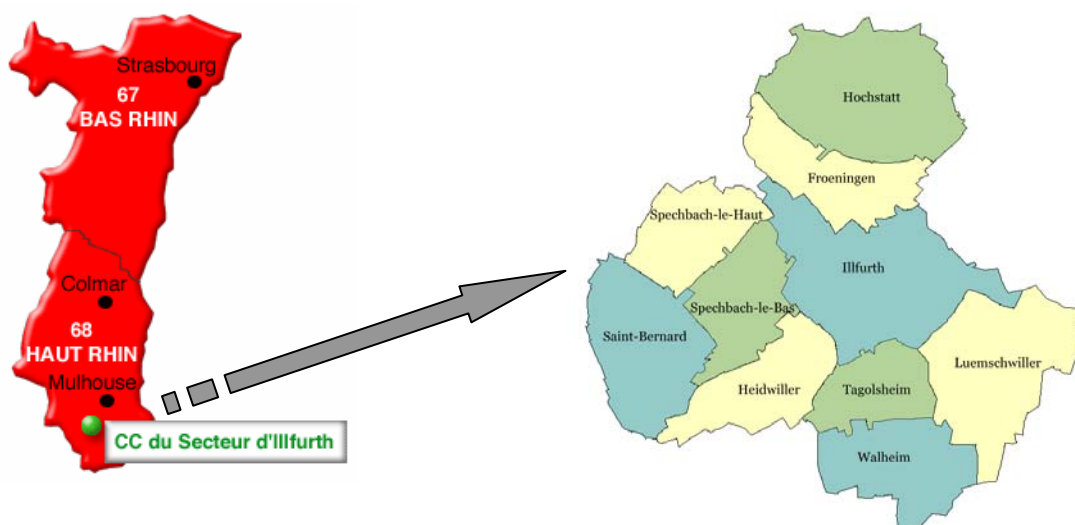 Strasbourg
67
BAS RHIN
Colmar
68
HAUT RHIN
Mulhouse
CC du Secteur d'Illfurth
Hochstatt
Froeningen
Spechbach-le-Haut
Illfurth
Spechbach-le-Bas
Saint-Bernard
Luemschwiller
Heidwiller
Tagolsheim
Walheim